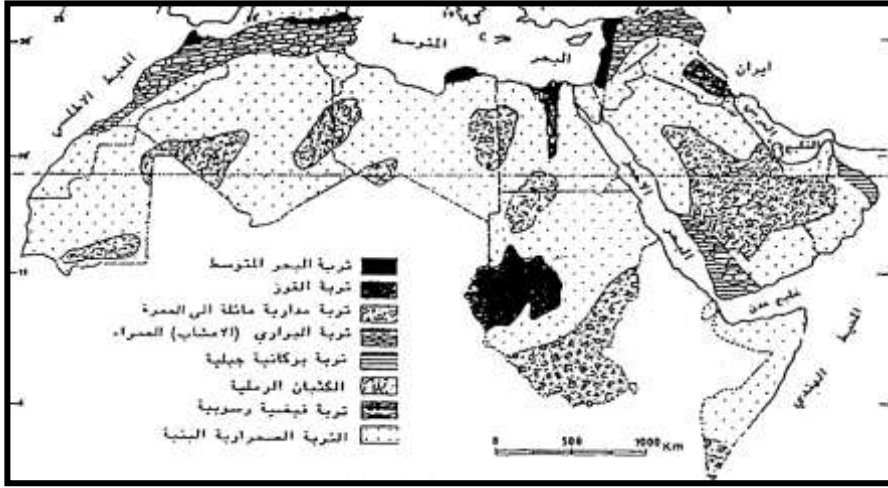 المتوسط
البحر
ايران
المحيط الاطلسي
العربي
البحر
الاحمر
خليج عدن
المحيط الهندي
تربة البحر المتوسط
تربة القوز
تربة مدارية مائلة الى الحمرة
تربة البراري (الاعشاب) الحمراء
تربة بركانية جبلية
الكثبان الرملية
تربة فيضية رسوبية
التربة الصحراوية البنية
0 500 1000 Km